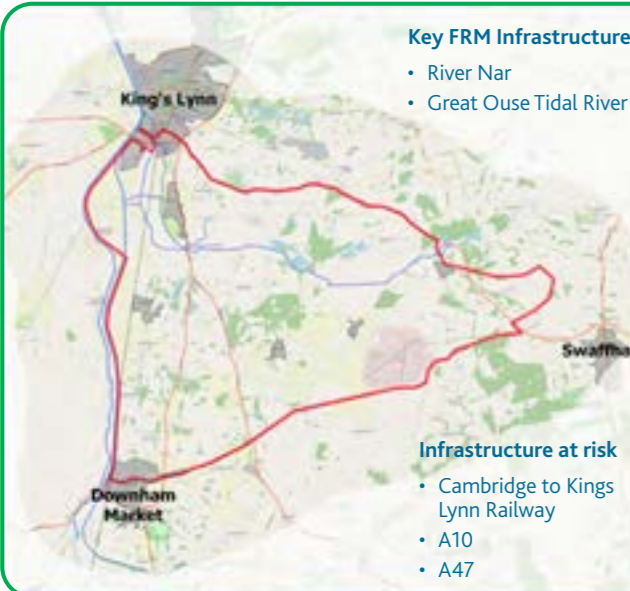 Key FRM Infrastructure
• River Nar
• Great Ouse Tidal River
King's Lynn
Swaffha
Infrastructure at risk
• Cambridge to Kings
Lynn Railway
• A10
• A47
Downham
Market